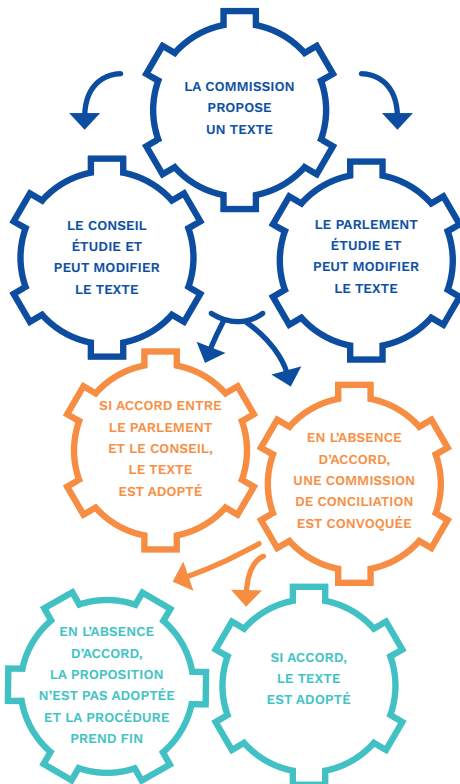 LA COMMISSION
PROPOSE
UN TEXTE
LE CONSEIL
ÉTUDIE ET
PEUT MODIFIER
LE TEXTE
LE PARLEMENT
ÉTUDIE ET
PEUT MODIFIER
LE TEXTE
SI ACCORD ENTRE
LE PARLEMENT
ET LE CONSEIL,
LE TEXTE
EST ADOPTÉ
EN L’ABSENCE
D’ACCORD,
UNE COMMISSION
DE CONCILIATION
EST CONVOQUÉE
EN L’ABSENCE
D’ACCORD,
LA PROPOSITION
N’EST PAS ADOPTÉE
ET LA PROCÉDURE
PREND FIN
SI ACCORD,
LE TEXTE
EST ADOPTÉ